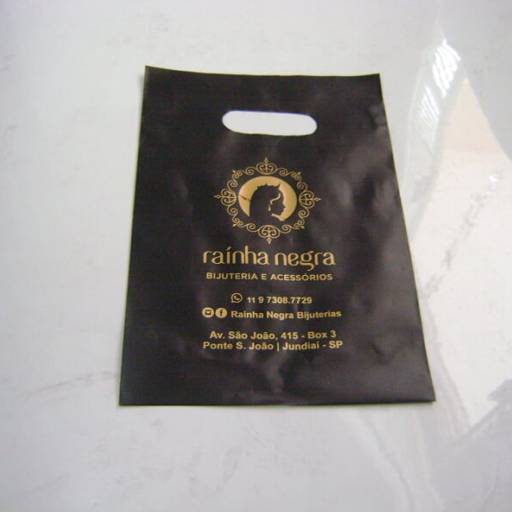 raínha negra
BIJUTERIA E ACESSÓRIOS
11 9 7308.7729
Rainha Negra Bijuterias
Av. São João, 415 - Box 3
Ponte S. João | Jundiaí - SP